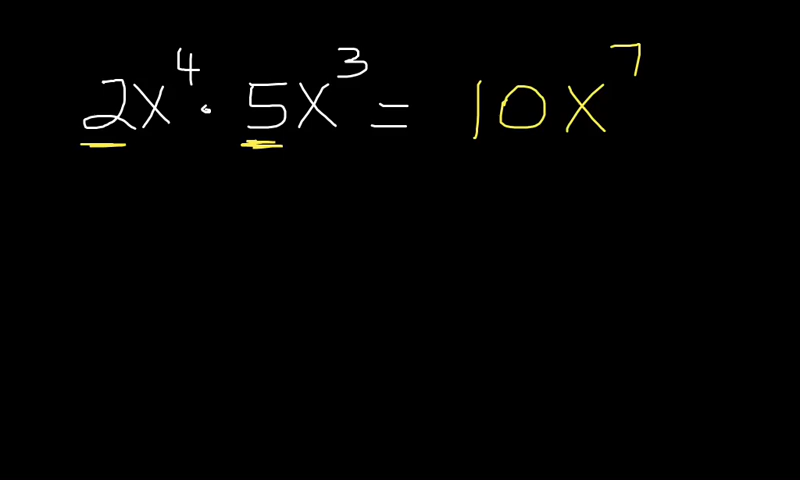 2x⁴ · 5x³ = 10x⁷